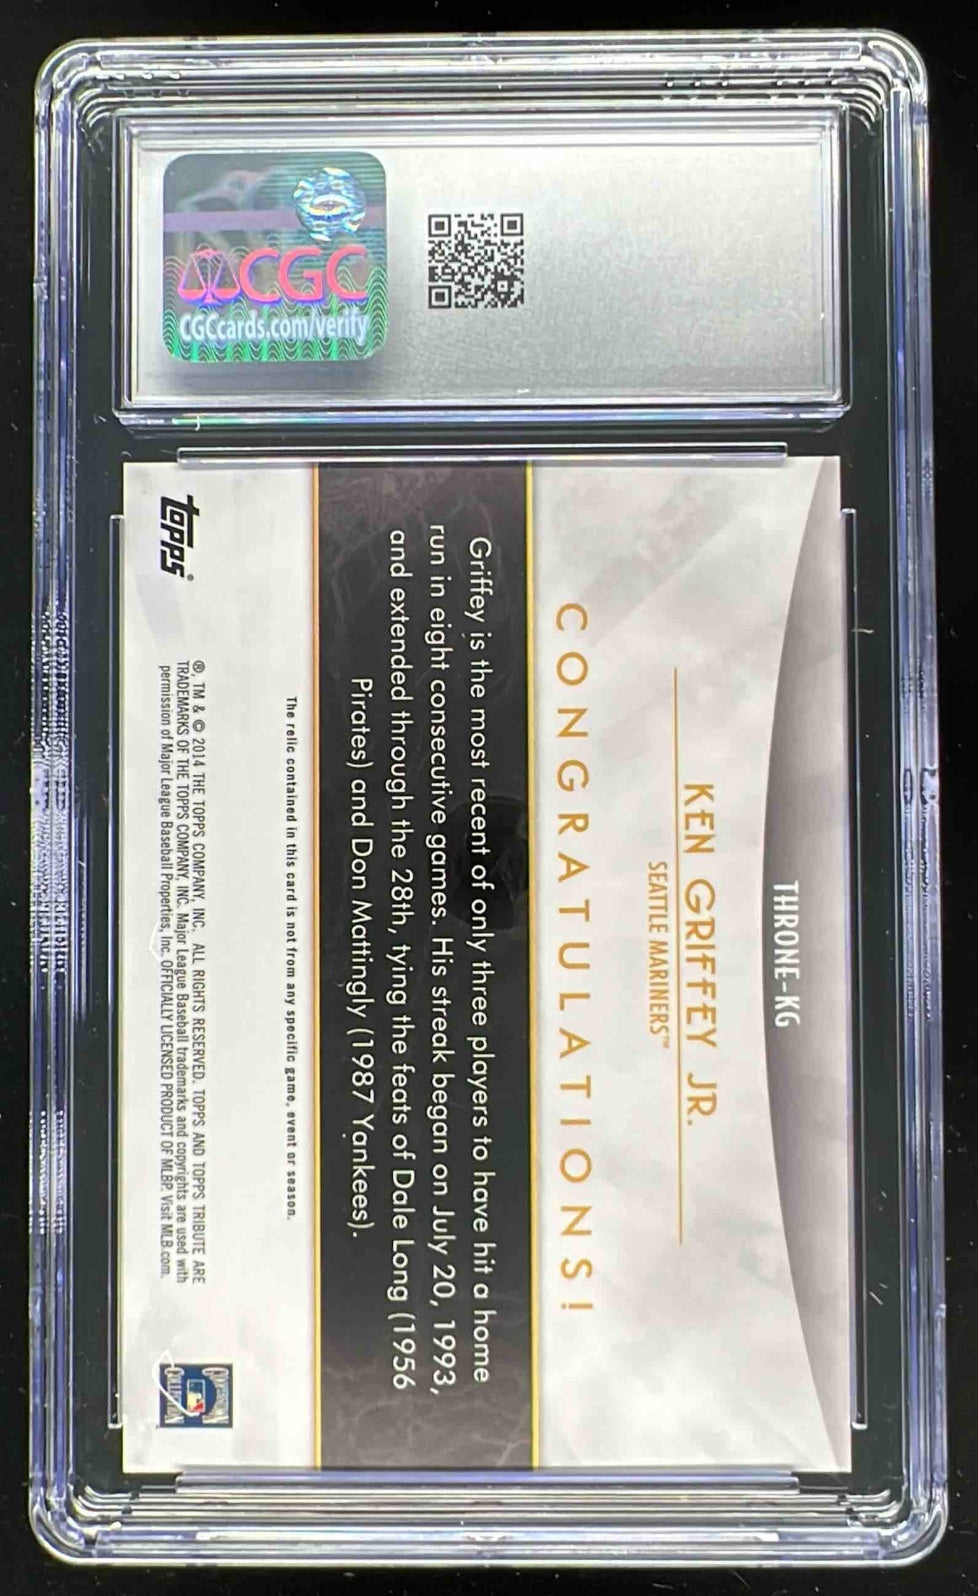 CGC
CGCcards.com/verify
THRONE-KG
KEN GRIFFEY JR.
SEATTLE MARINERS™
CONGRATULATIONS!
Griffey is the most recent of only three players to have hit a home
run in eight consecutive games. His streak began on July 20, 1993,
and extended through the 28th, tying the feats of Dale Long (1956
Pirates) and Don Mattingly (1987 Yankees).
The relic contained in this card is not from any specific game, event or season.
topps®
®, TM & © 2014 THE TOPPS COMPANY, INC. ALL RIGHTS RESERVED. TOPPS AND TOPPS TRIBUTE ARE
TRADEMARKS OF THE TOPPS COMPANY, INC. Major League Baseball trademarks and copyrights are used with
permission of Major League Baseball Properties, Inc. OFFICIALLY LICENSED PRODUCT OF MLBP. Visit MLB.com.
COOPERSTOWN
COLLECTION